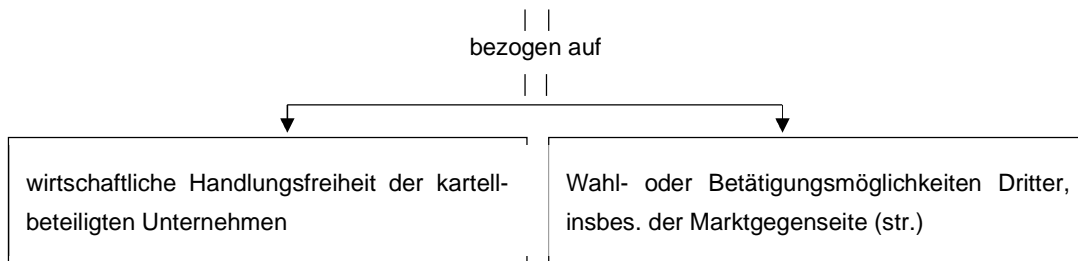 bezogen auf
wirtschaftliche Handlungsfreiheit der kartell-
beteiligten Unternehmen
Wahl- oder Betätigungsmöglichkeiten Dritter,
insbes. der Marktgegenseite (str.)